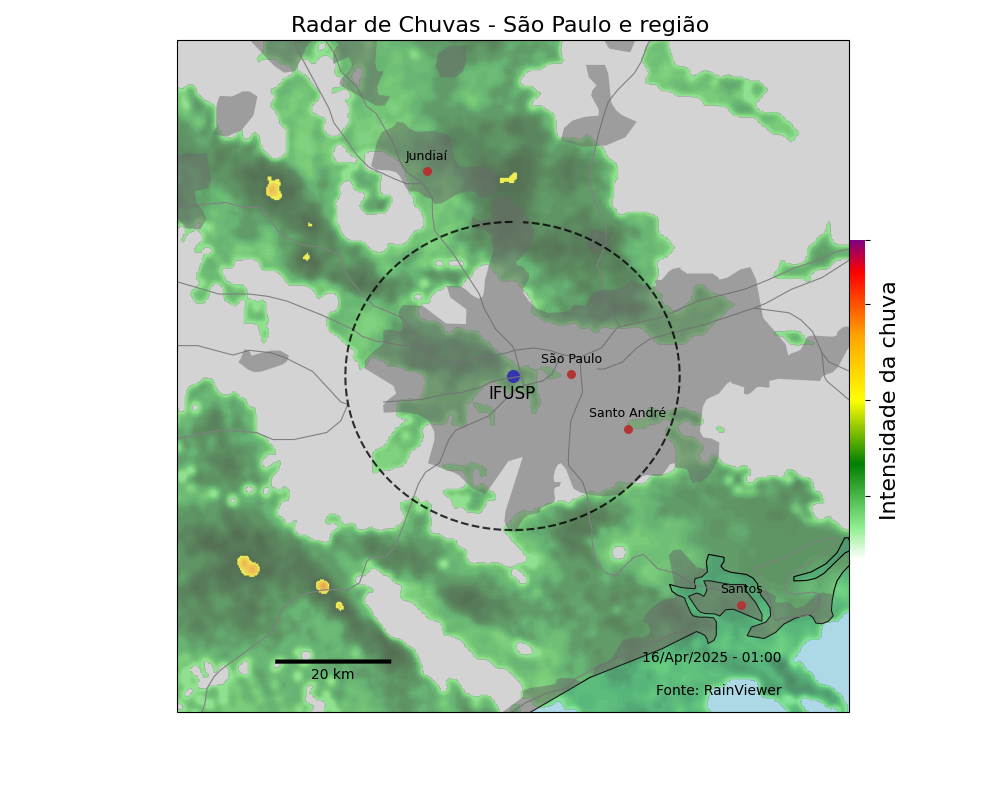 Radar de Chuvas - São Paulo e região
Jundiaí
São Paulo
IFUSP
Santo André
Santos
16/Apr/2025 - 01:00
20 km
Fonte: RainViewer
Intensidade da chuva